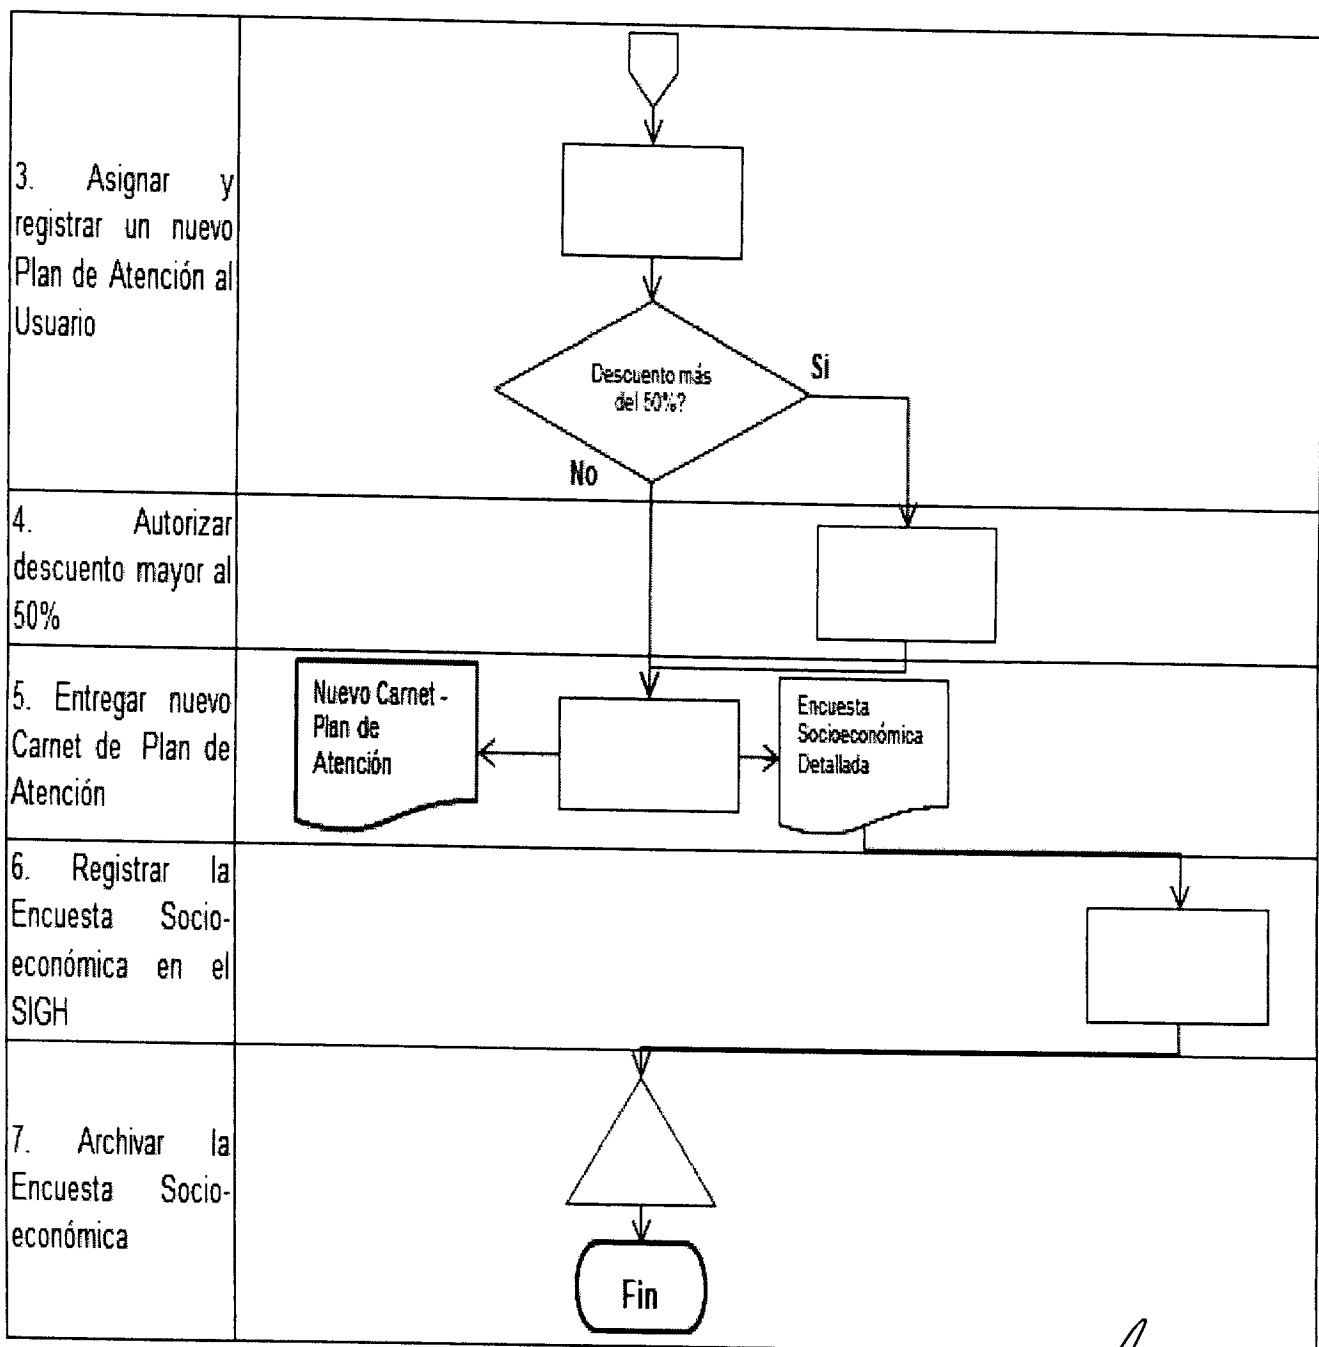 3. Asignar y
registrar un nuevo
Plan de Atención al
Usuario
Descuento más
del 50%?
Si
No
4. Autorizar
descuento mayor al
50%
5. Entregar nuevo
Carnet de Plan de
Atención
Nuevo Carnet -
Plan de
Atención
Encuesta
Socioeconómica
Detallada
6. Registrar la
Encuesta Socio-
económica en el
SIGH
7. Archivar la
Encuesta Socio-
económica
Fin